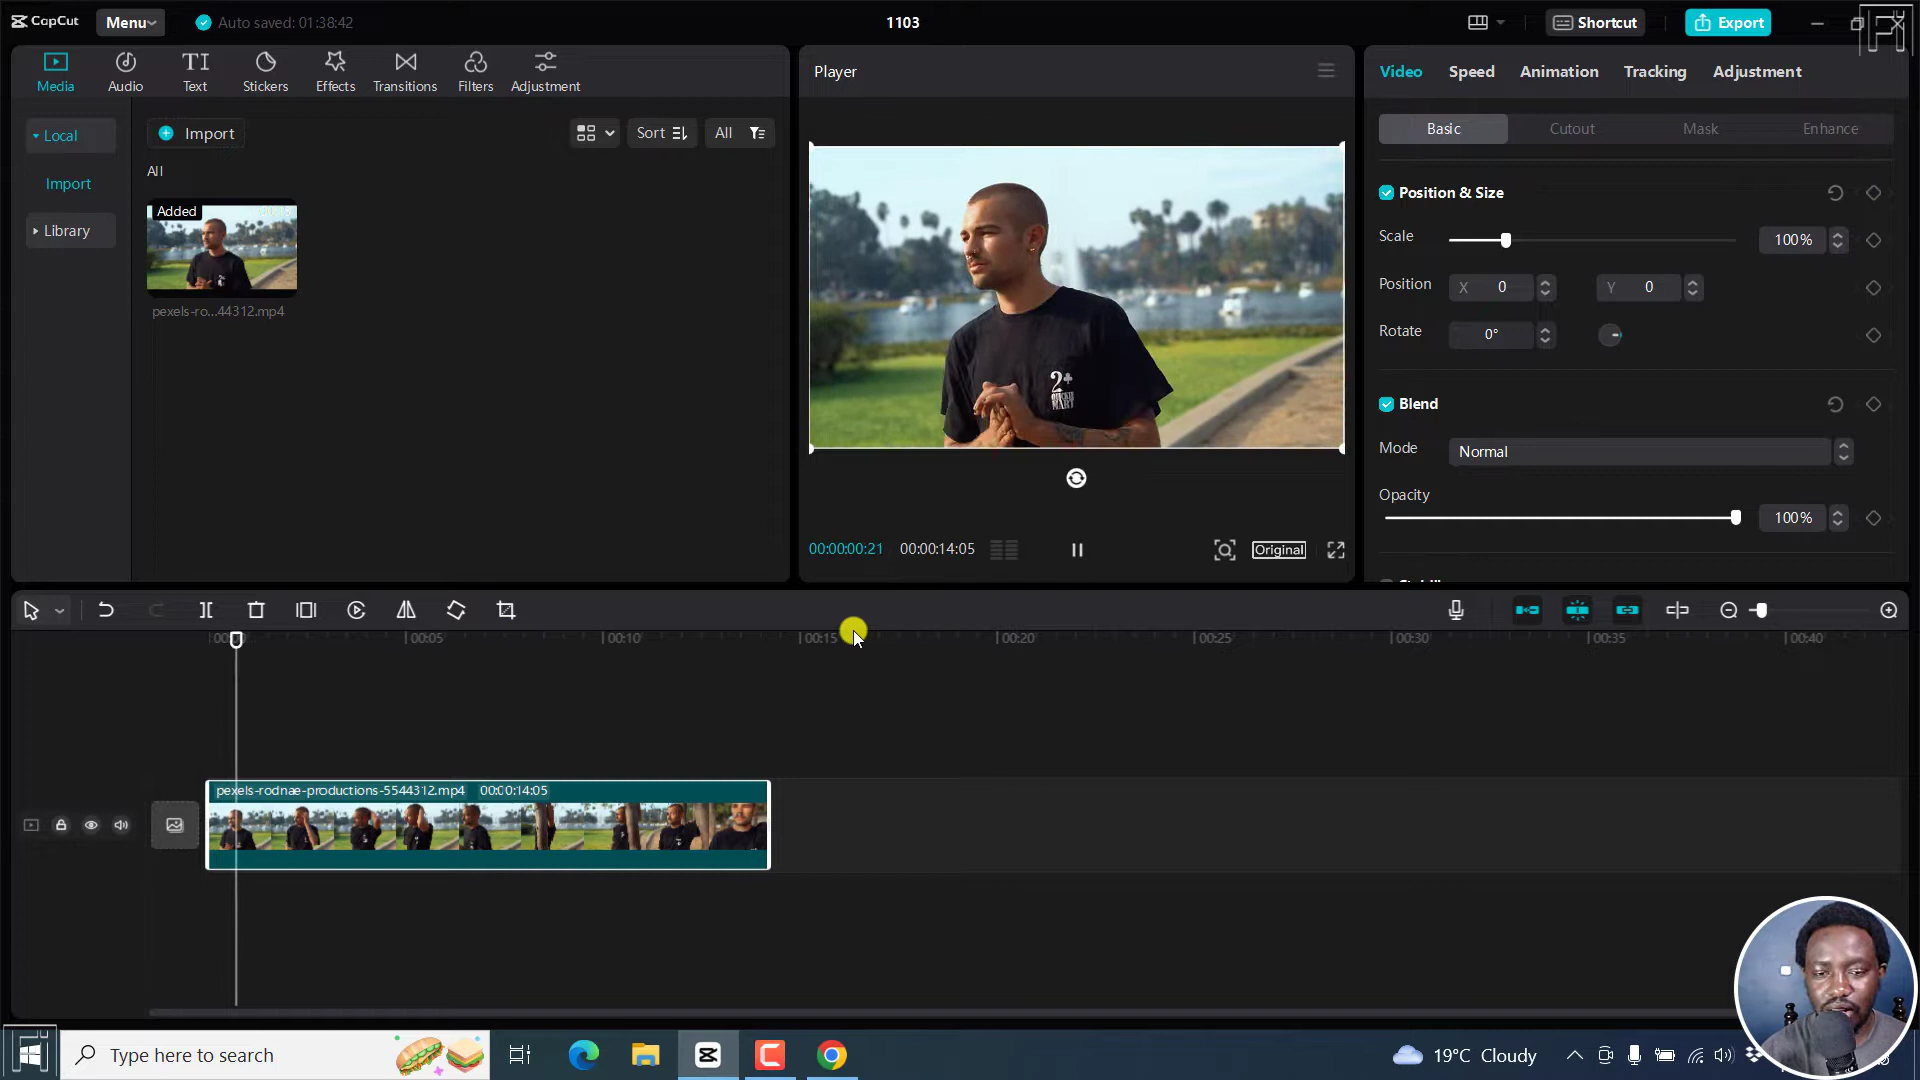 CapCut
Menu
Auto saved: 01:38:42
1103
Shortcut
Export
Media
Audio
Text
Stickers
Effects
Transitions
Filters
Adjustment
Local
Import
Library
Import
Sort
All
All
Added
pexels-ro...44312.mp4
Player
2
MART
00:00:00:21
00:00:14:05
Original
Video
Speed
Animation
Tracking
Adjustment
Basic
Cutout
Mask
Enhance
Position & Size
Scale
100%
Position
X 0
Y 0
Rotate
0°
Blend
Mode
Normal
Opacity
100%
00:05
00:10
00:15
00:20
00:25
00:30
00:35
00:40
pexels-rodnae-productions-5544312.mp4 00:00:14:05
Type here to search
19°C Cloudy